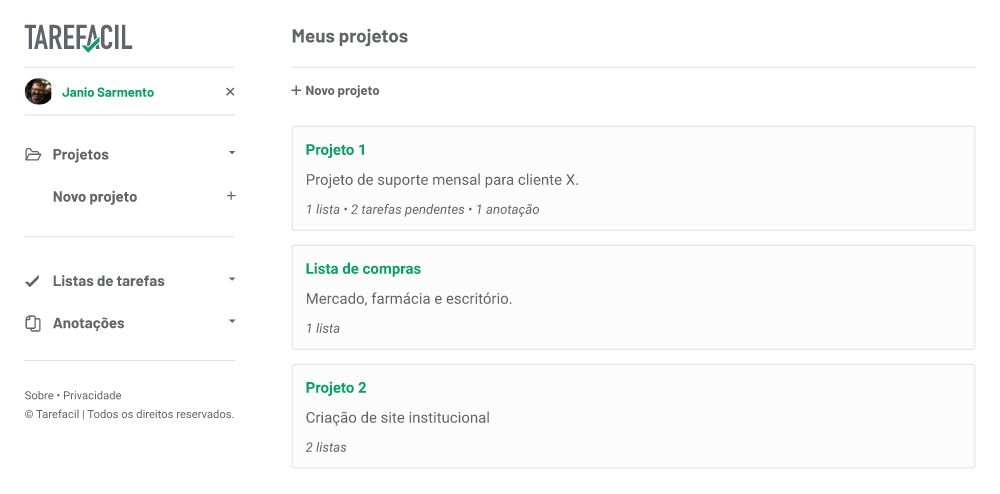 TAREFACIL
Janio Sarmento
Projetos
Novo projeto
Listas de tarefas
Anotações
Sobre • Privacidade
© Tarefacil | Todos os direitos reservados.
Meus projetos
+ Novo projeto
Projeto 1
Projeto de suporte mensal para cliente X.
1 lista • 2 tarefas pendentes • 1 anotação
Lista de compras
Mercado, farmácia e escritório.
1 lista
Projeto 2
Criação de site institucional
2 listas